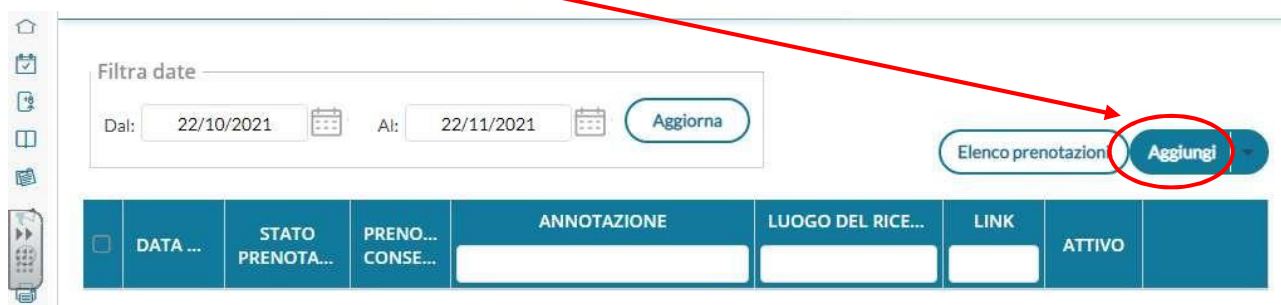 Filtra date
Dal: 22/10/2021 Al: 22/11/2021 Aggiorna
Elenco prenotazioni Aggiungi
DATA ... STATO PRENOTA... PRENO... CONSE... ANNOTAZIONE LUOGO DEL RICE... LINK ATTIVO